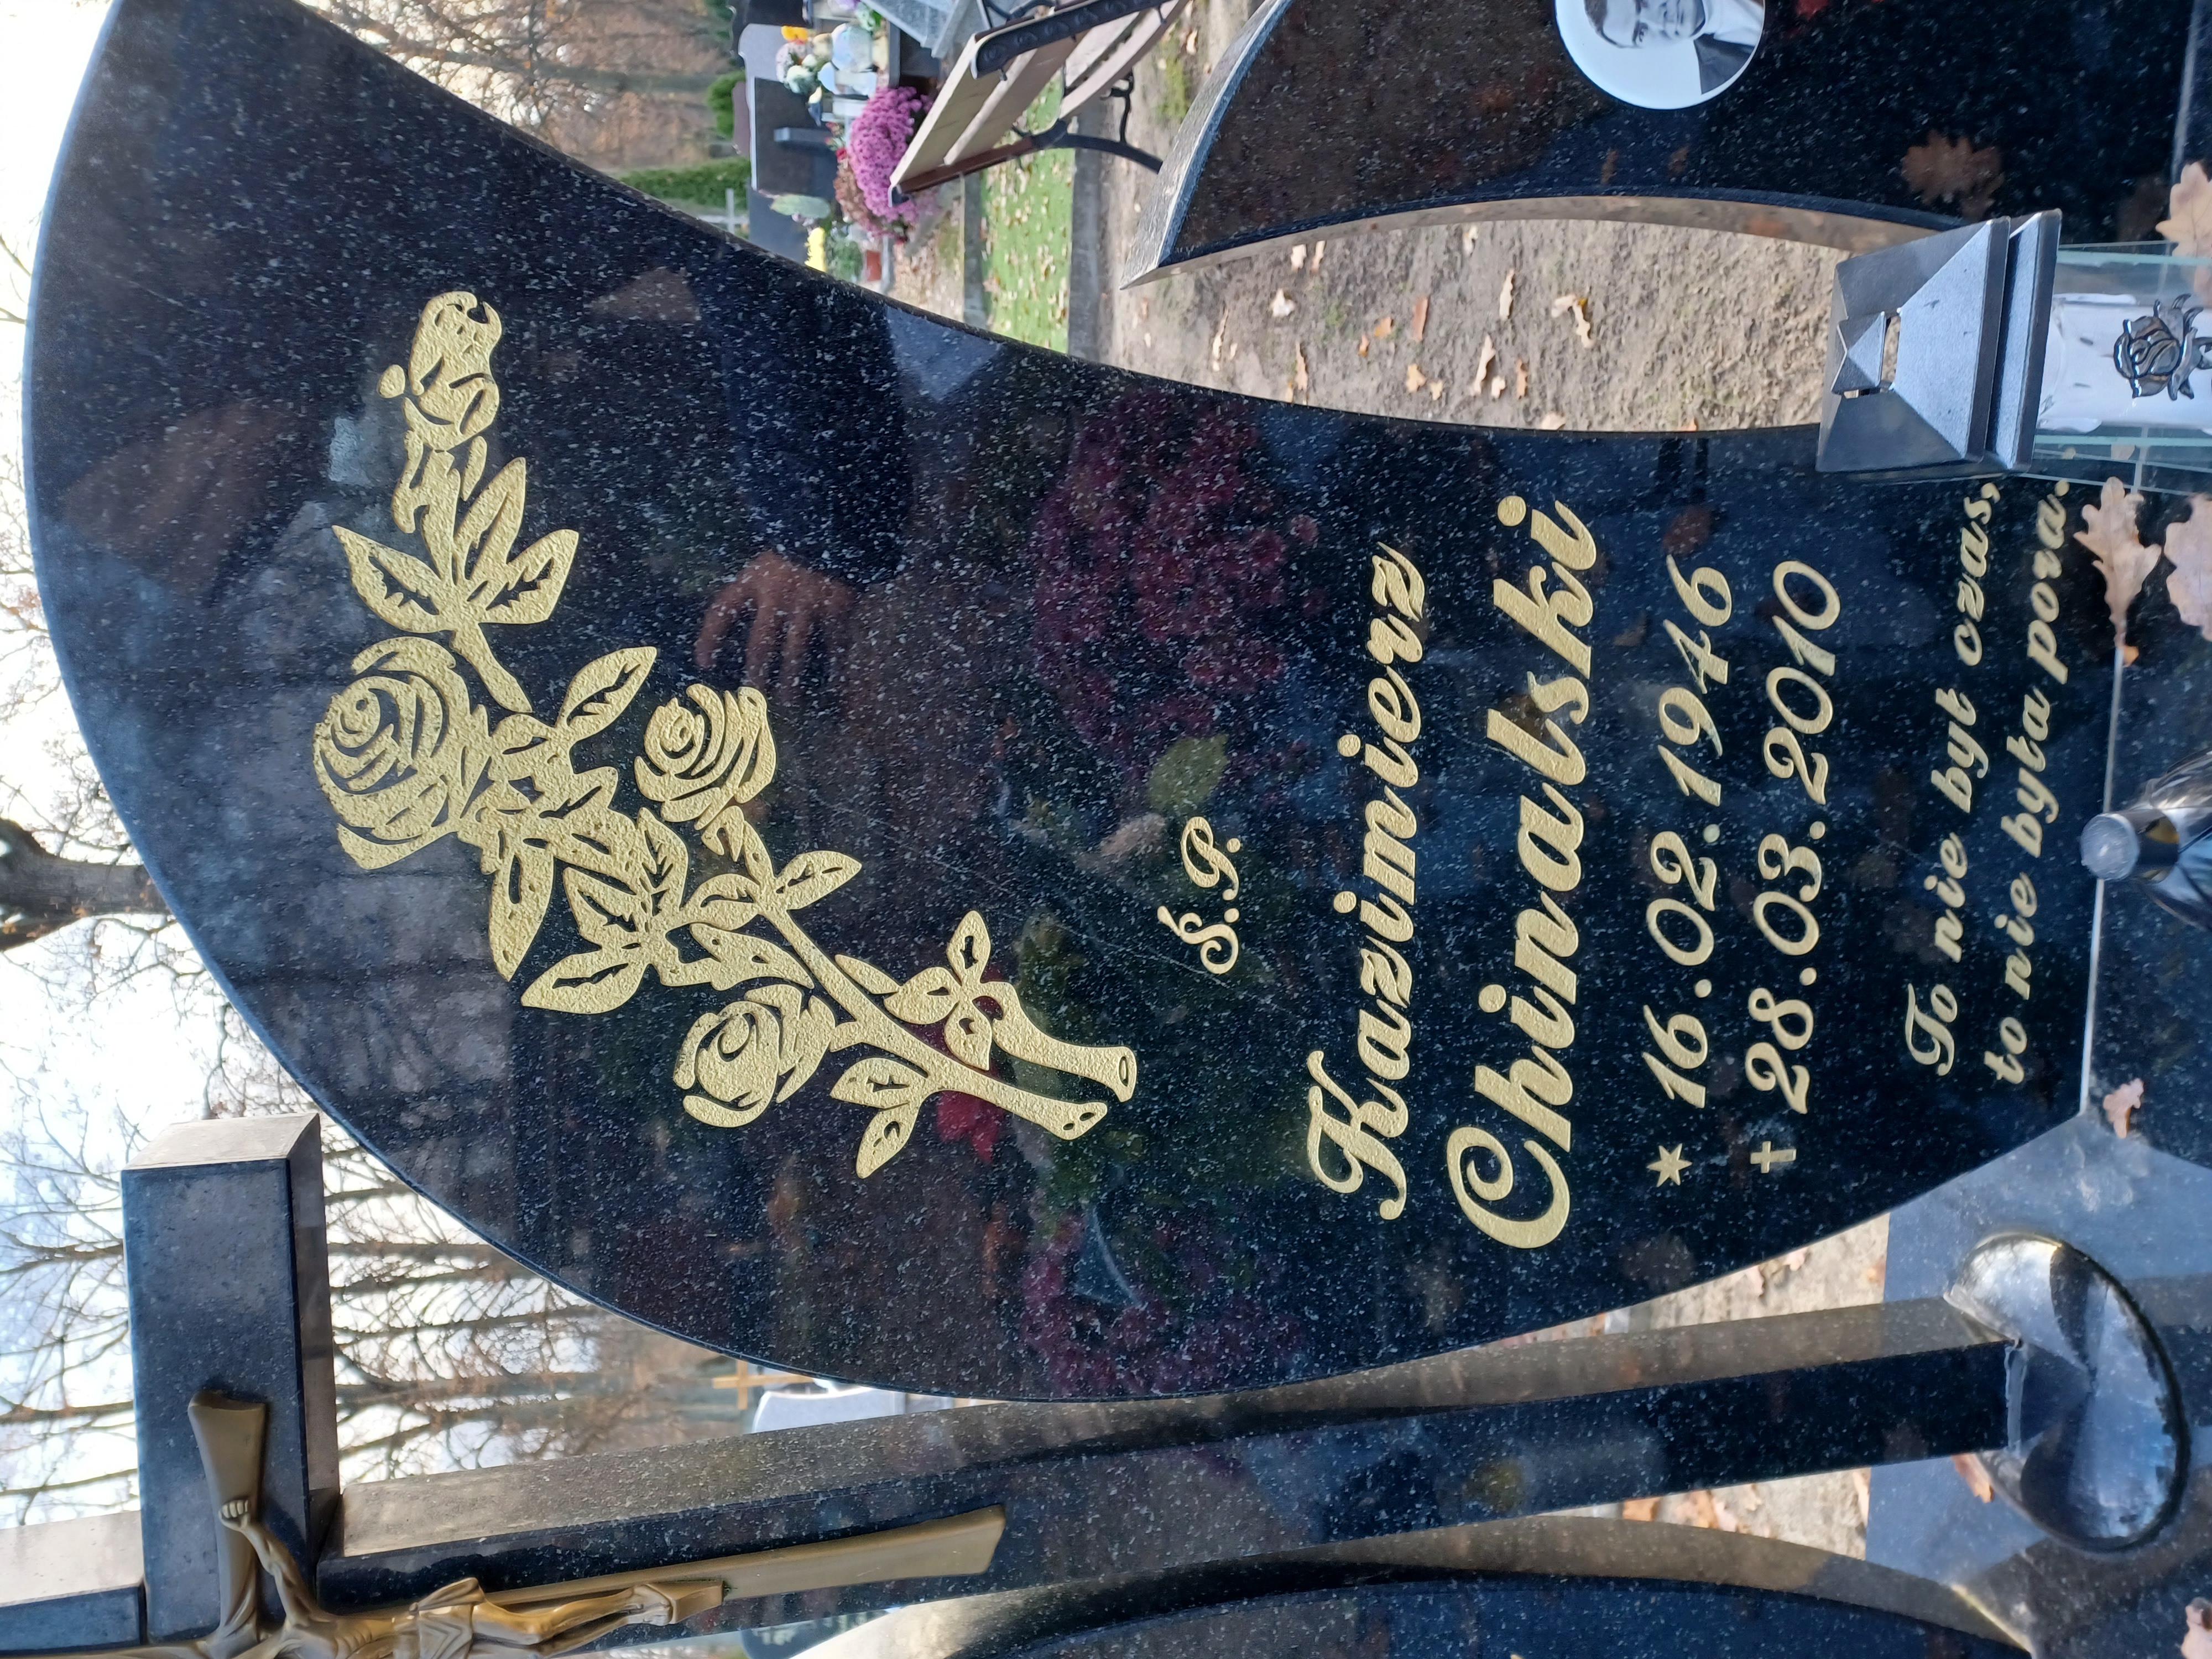 Ś.P.
Kazimierz
Chinalski
* 16.02.1946
✝ 28.03.2010
To nie był czas,
to nie była pora.